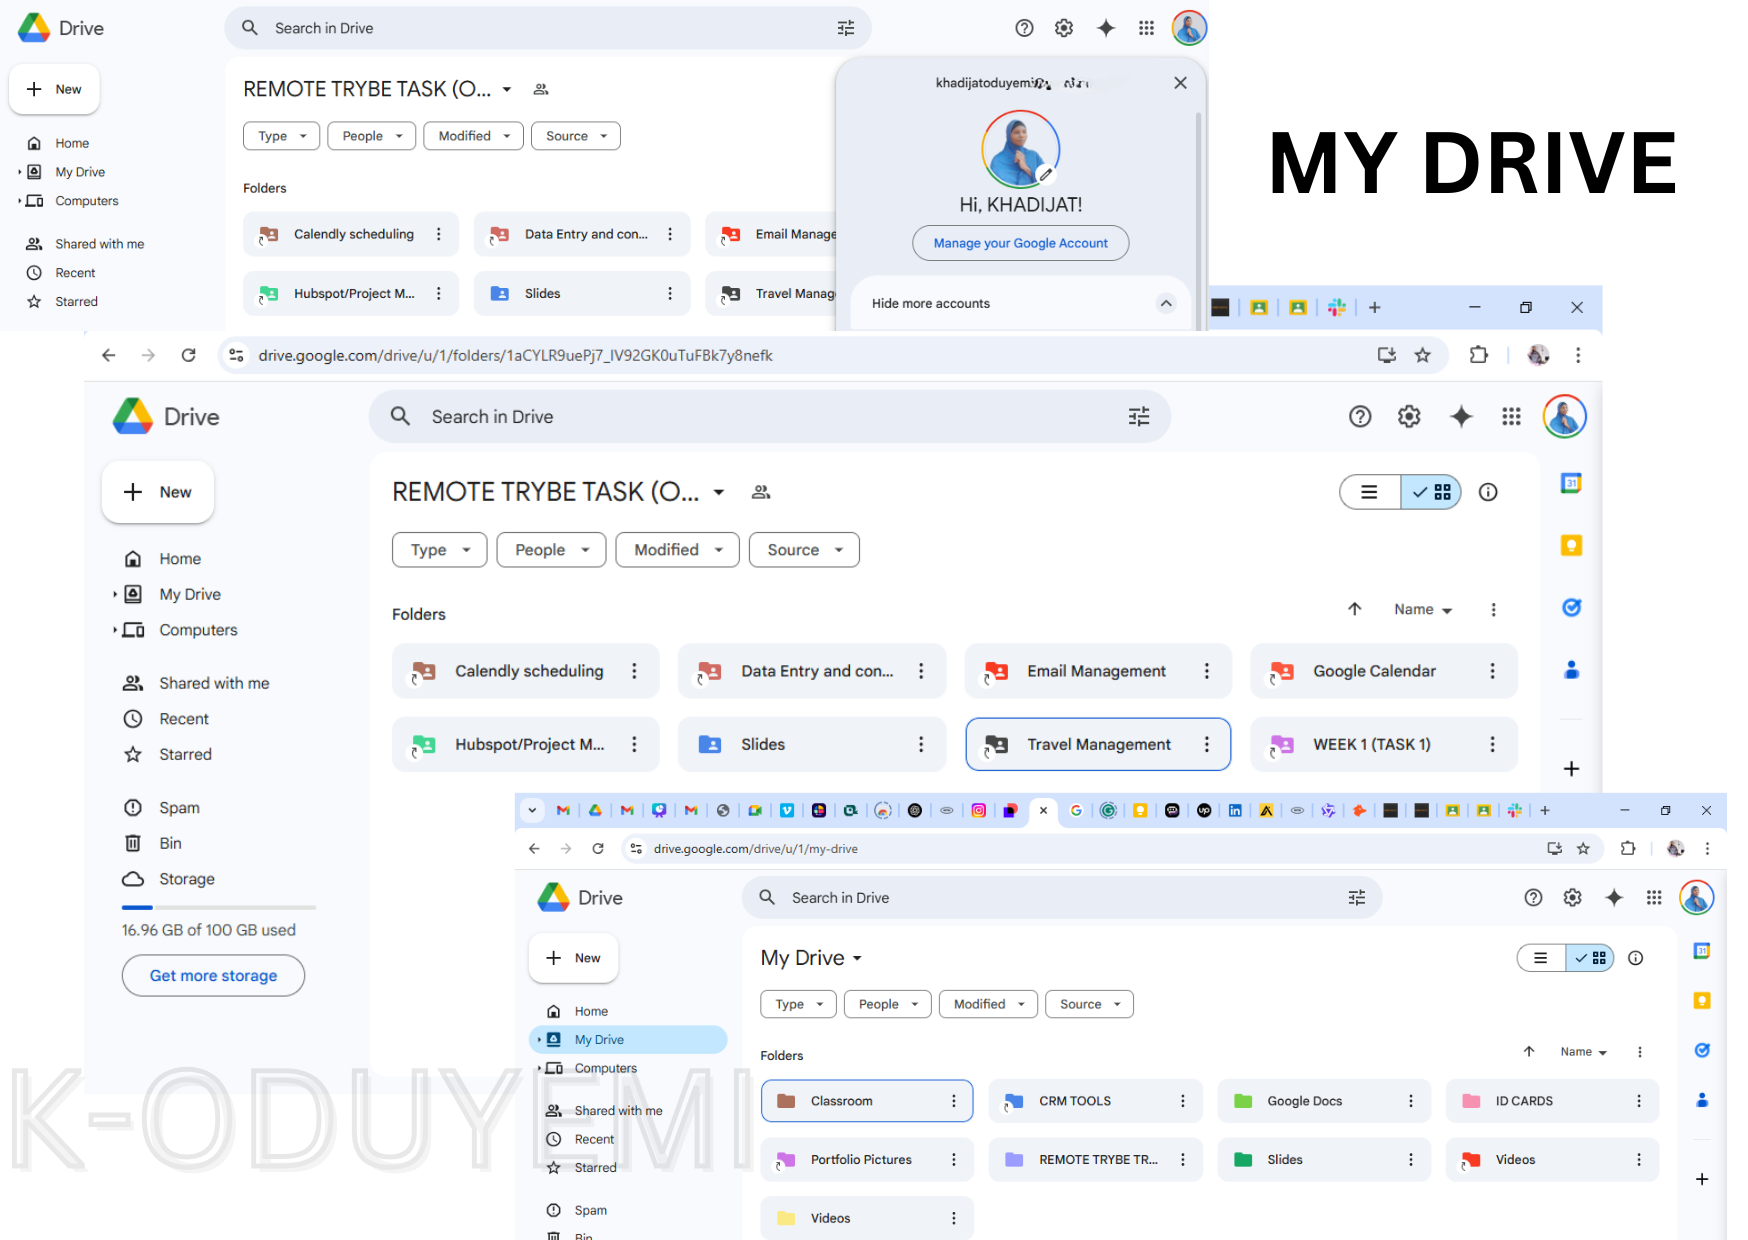 Drive
Search in Drive
New
REMOTE TRYBE TASK (O...
khadijatoduyemi
MY DRIVE
Type
People
Modified
Source
Home
My Drive
Computers
Shared with me
Recent
Starred
Folders
Calendly scheduling
Data Entry and con...
Email Manage
Hubspot/Project M...
Slides
Travel Manag
Hi, KHADIJAT!
Manage your Google Account
Hide more accounts
drive.google.com/drive/u/1/folders/1aCYLR9uePj7_lV92GK0uTuFBk7y8nefk
Drive
Search in Drive
New
REMOTE TRYBE TASK (O...
Type
People
Modified
Source
Home
My Drive
Computers
Shared with me
Recent
Starred
Spam
Bin
Storage
16.96 GB of 100 GB used
Get more storage
Folders
Name
Calendly scheduling
Data Entry and con...
Email Management
Google Calendar
Hubspot/Project M...
Slides
Travel Management
WEEK 1 (TASK 1)
31
drive.google.com/drive/u/1/my-drive
Drive
Search in Drive
New
My Drive
Type
People
Modified
Source
Home
My Drive
Computers
Shared with me
Recent
Starred
Spam
Bin
Folders
Name
Classroom
CRM TOOLS
Google Docs
ID CARDS
Portfolio Pictures
REMOTE TRYBE TR...
Slides
Videos
Videos
31
K-ODUYEMI